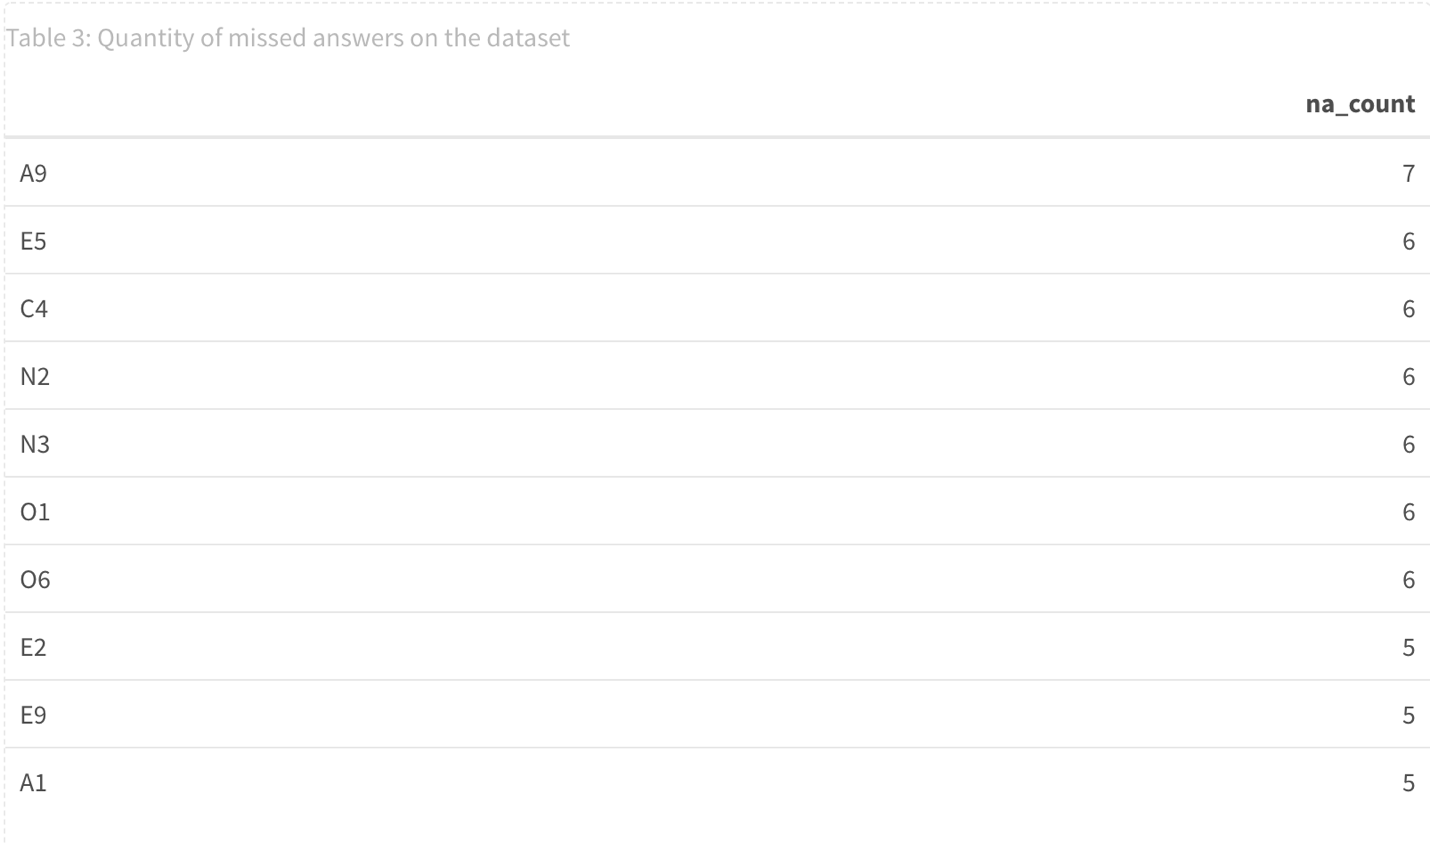 Table 3: Quantity of missed answers on the dataset
na_count
A9 7
E5 6
C4 6
N2 6
N3 6
O1 6
O6 6
E2 5
E9 5
A1 5